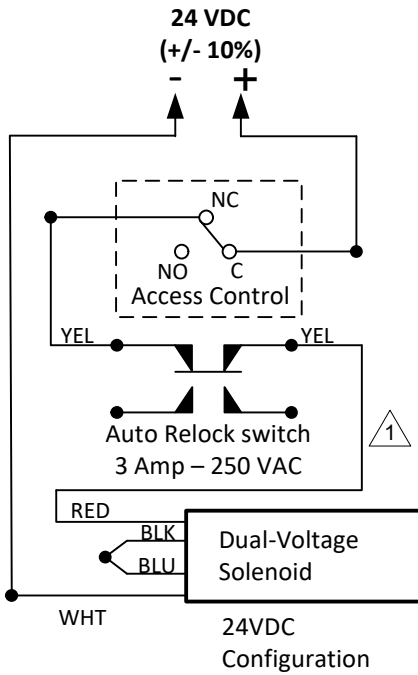 24 VDC
(+/- 10%)
- +
NC
NO C
Access Control
YEL YEL
Auto Relock switch
3 Amp – 250 VAC
1
RED
BLK
BLU
WHT
Dual-Voltage
Solenoid
24VDC
Configuration